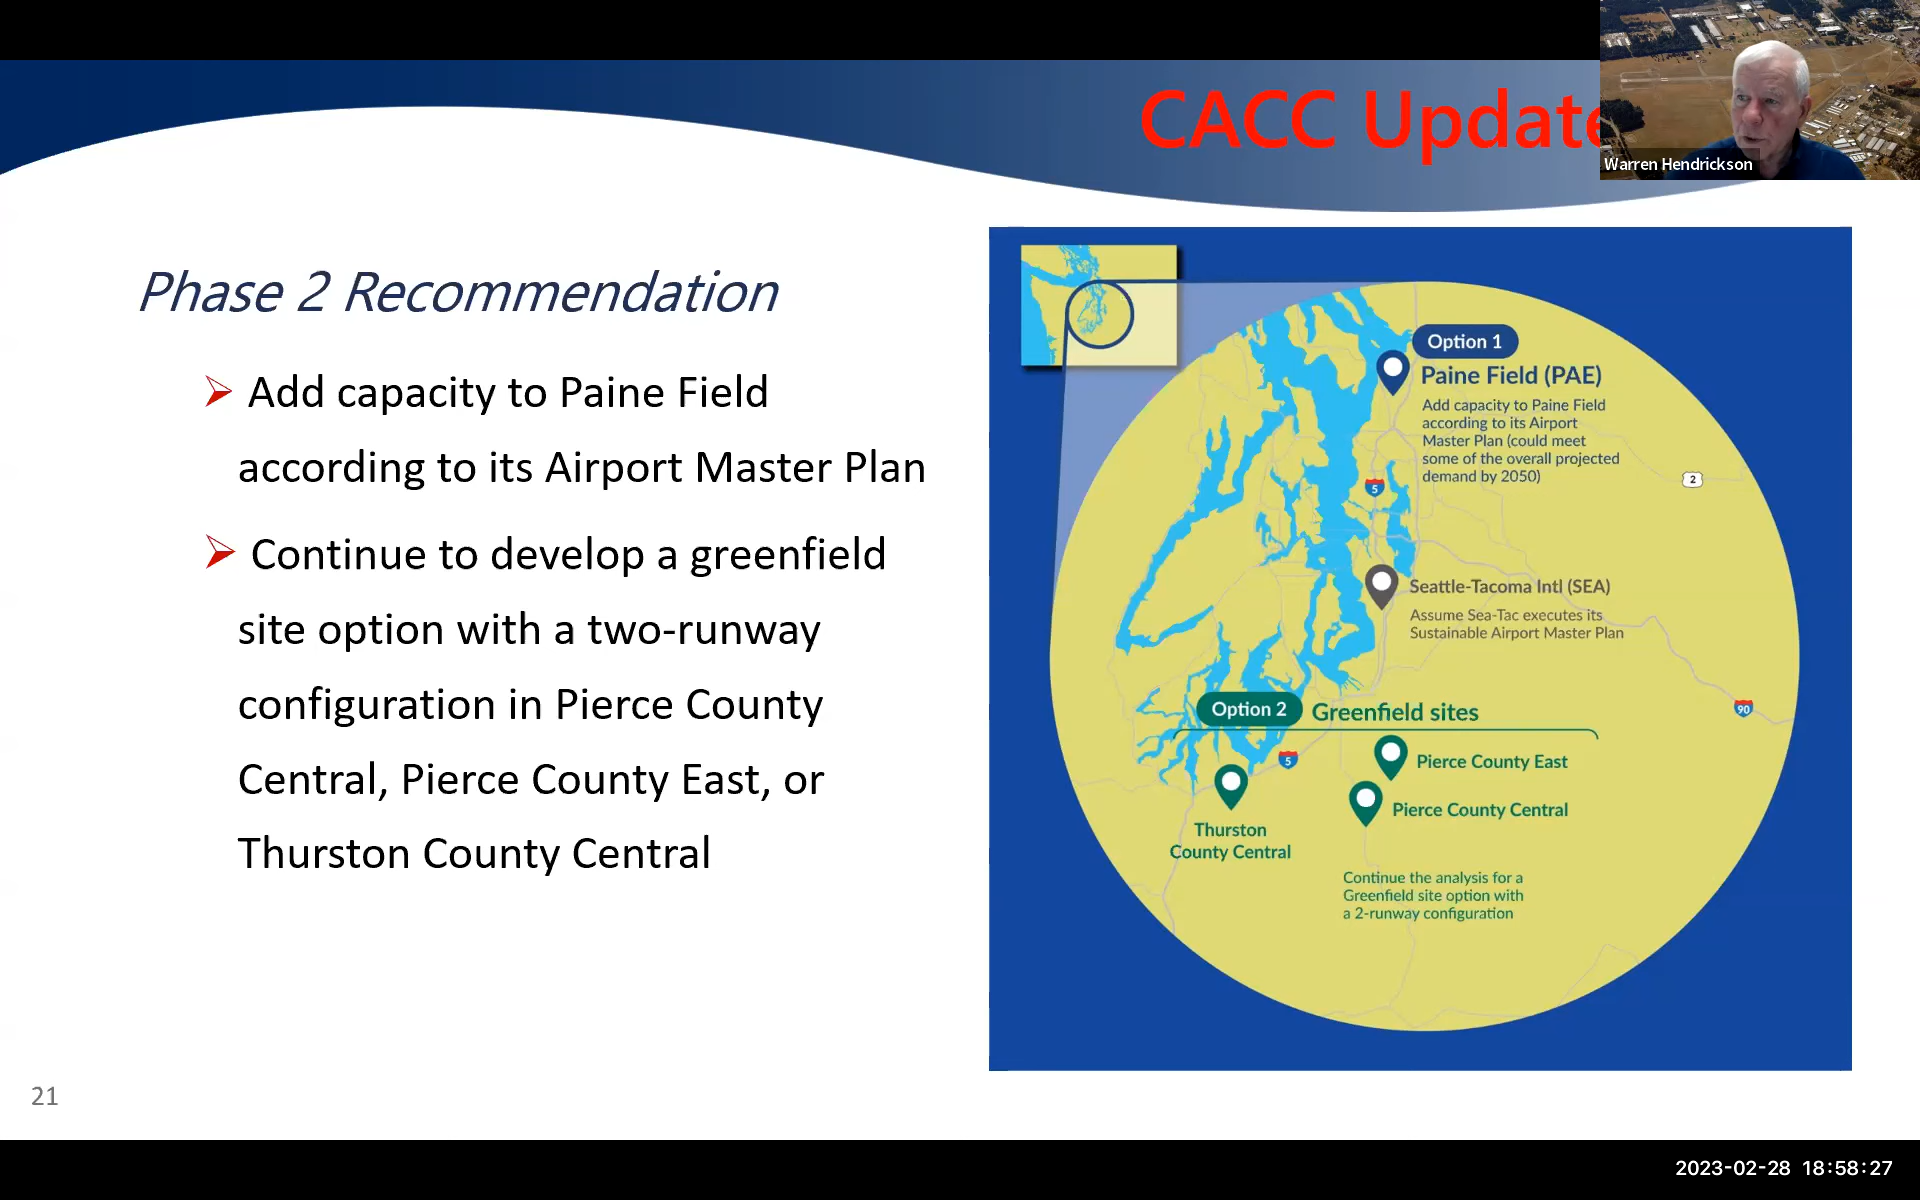 CACC Update
Warren Hendrickson
Phase 2 Recommendation
Add capacity to Paine Field
according to its Airport Master Plan
Continue to develop a greenfield
site option with a two-runway
configuration in Pierce County
Central, Pierce County East, or
Thurston County Central
Option 1
Paine Field (PAE)
Add capacity to Paine Field
according to its Airport
Master Plan (could meet
some of the overall projected
demand by 2050)
2
5
Seattle-Tacoma Intl (SEA)
Assume Sea-Tac executes its
Sustainable Airport Master Plan
90
Option 2 Greenfield sites
5
Pierce County East
Pierce County Central
Thurston
County Central
Continue the analysis for a
Greenfield site option with
a 2-runway configuration
21
2023-02-28 18:58:27